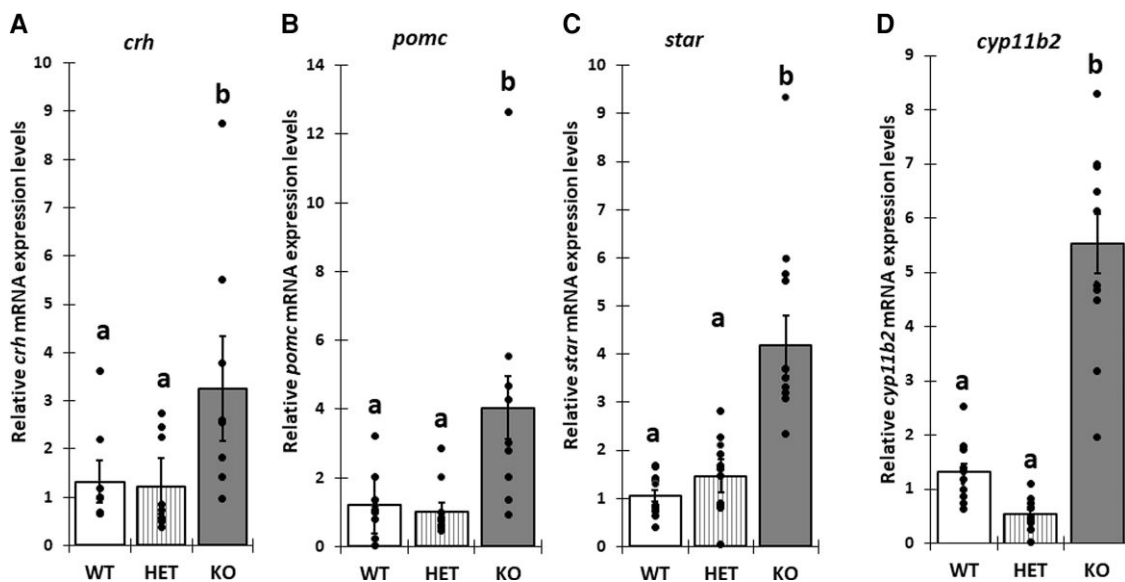 A
crh
Relative crh mRNA expression levels
10
9
8
7
6
5
4
3
2
1
0
a
a
b
WT HET KO
B
pomc
Relative pomc mRNA expression levels
14
12
10
8
6
4
2
0
a
a
b
WT HET KO
C
star
Relative star mRNA expression levels
10
9
8
7
6
5
4
3
2
1
0
a
a
b
WT HET KO
D
cyp11b2
Relative cyp11b2 mRNA expression levels
9
8
7
6
5
4
3
2
1
0
a
a
b
WT HET KO